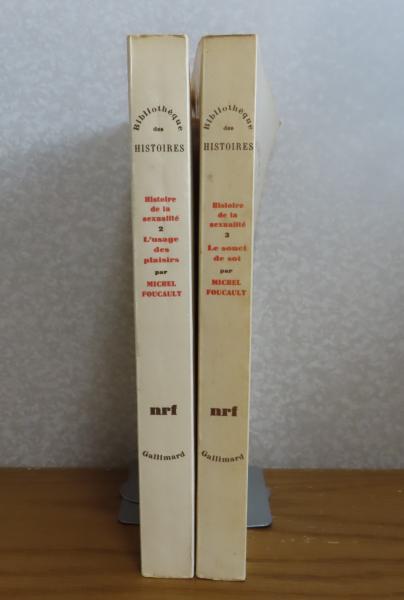 Bibliothèque
des
HISTOIRES
Histoire
de la
sexualité
2
L'usage
des
plaisirs
par
MICHEL
FOUCAULT
nrf
Gallimard
Bibliothèque
des
HISTOIRES
Histoire
de la
sexualité
3
Le souci
de soi
par
MICHEL
FOUCAULT
nrf
Gallimard